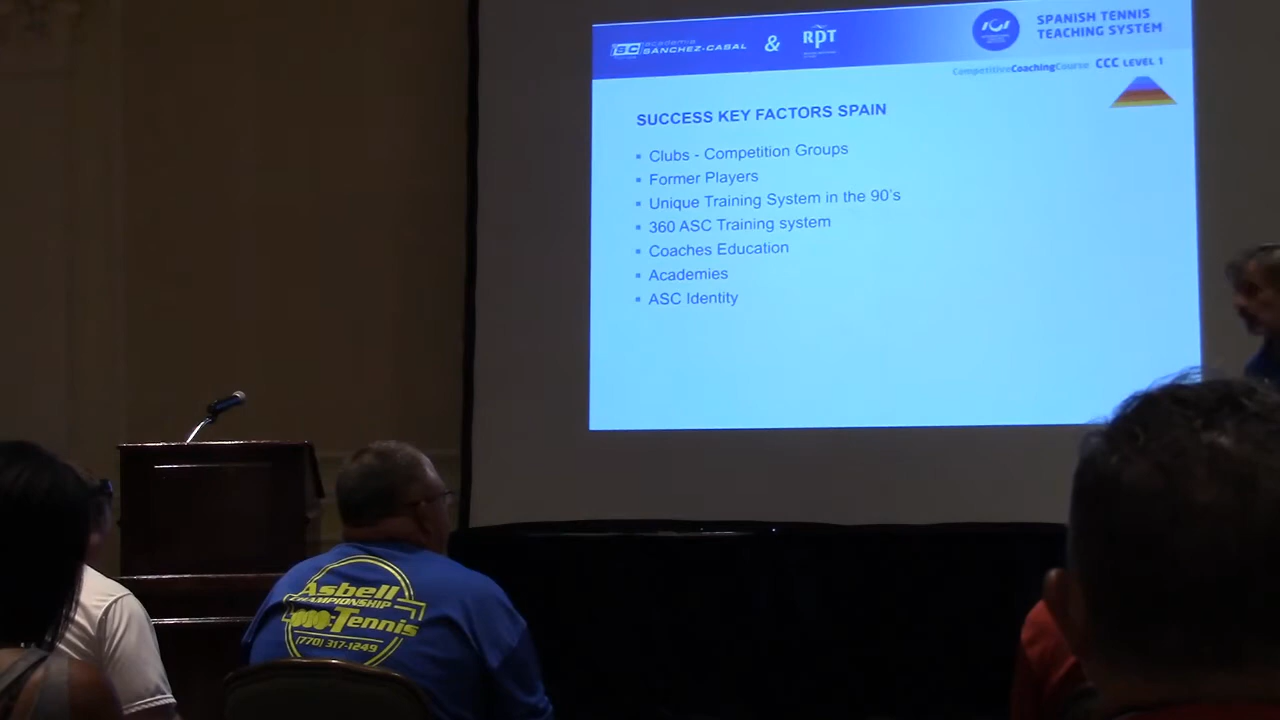 academia
SANCHEZ-CASAL
&
RPT
SPANISH TENNIS
TEACHING SYSTEM
CompetitiveCoachingCourse CCC LEVEL 1
SUCCESS KEY FACTORS SPAIN
▪ Clubs - Competition Groups
▪ Former Players
▪ Unique Training System in the 90's
▪ 360 ASC Training system
▪ Coaches Education
▪ Academies
▪ ASC Identity
Asbell
CHAMPIONSHIP
Tennis
(770) 317-1249